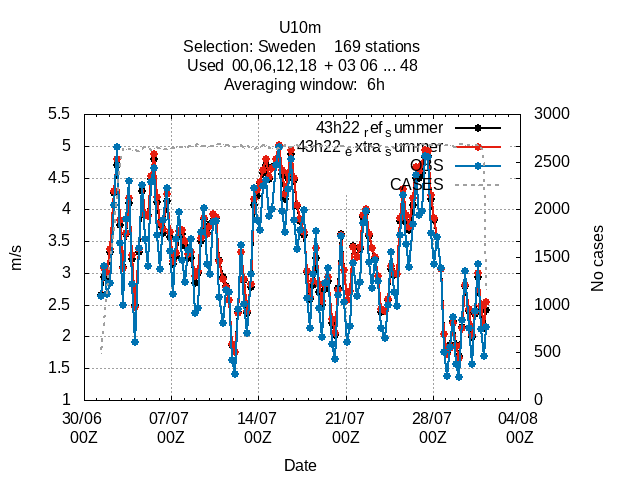 U10m
Selection: Sweden    169 stations
Used  00,06,12,18  + 03 06 ... 48
Averaging window:  6h
5.5
5
4.5
4
3.5
3
2.5
2
1.5
1
3000
2500
2000
1500
1000
500
0
43h22_ref_summer
43h22_extra_summer
OBS
CASES
m/s
No cases
30/06 07/07 14/07 21/07 28/07 04/08
00Z 00Z 00Z 00Z 00Z 00Z
Date